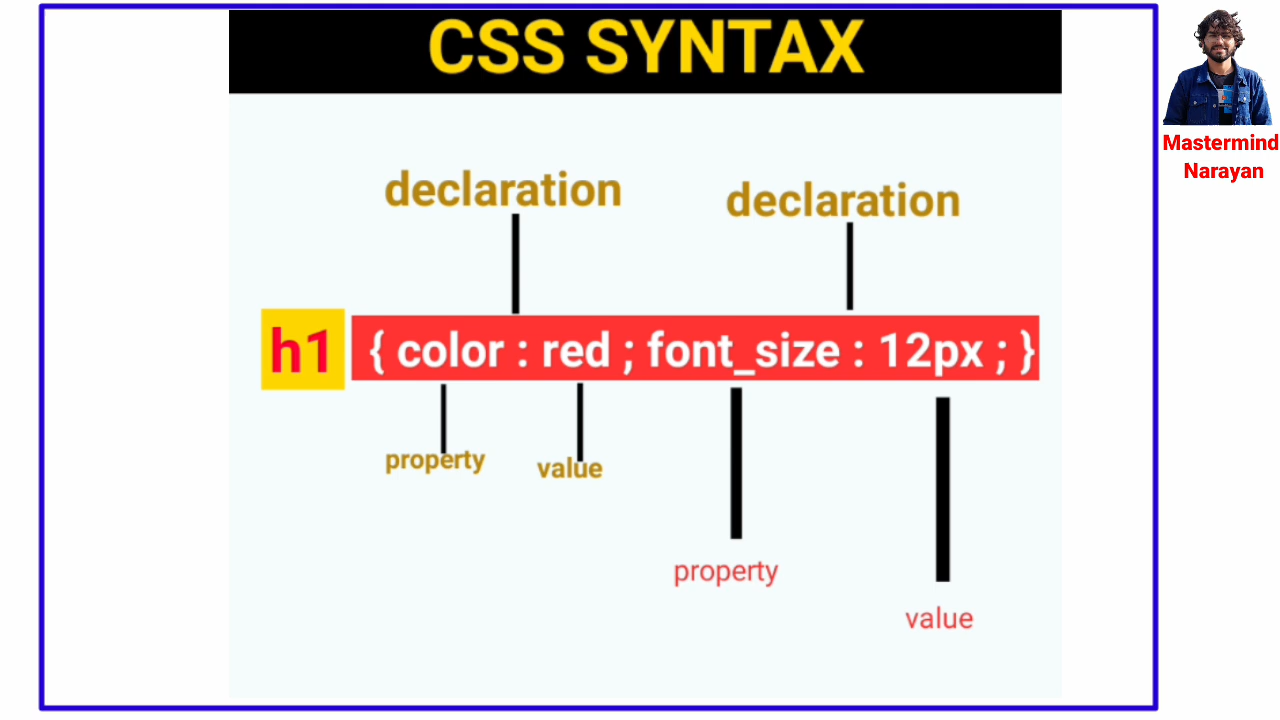 CSS SYNTAX
Mastermind
Narayan
declaration
declaration
h1 { color : red ; font_size : 12px ; }
property
value
property
value